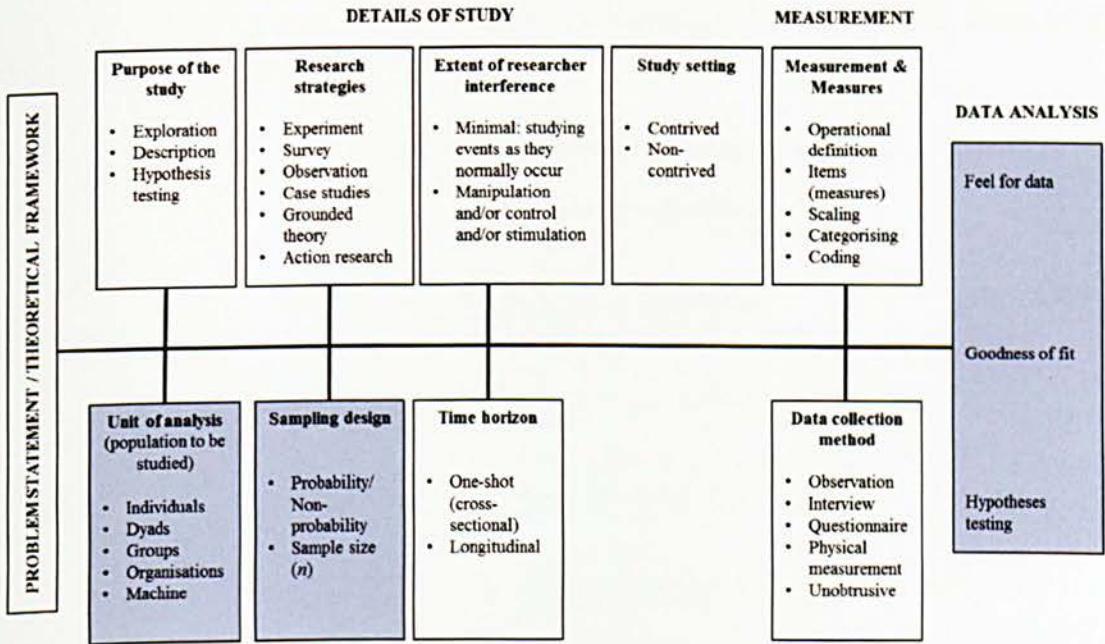 DETAILS OF STUDY
MEASUREMENT
PROBLEM STATEMENT / THEORETICAL FRAMEWORK
Purpose of the
study
• Exploration
• Description
• Hypothesis
testing
Research
strategies
• Experiment
• Survey
• Observation
• Case studies
• Grounded
theory
• Action research
Extent of researcher
interference
• Minimal: studying
events as they
normally occur
• Manipulation
and/or control
and/or stimulation
Study setting
• Contrived
• Non-
contrived
Measurement &
Measures
• Operational
definition
• Items
(measures)
• Scaling
• Categorising
• Coding
DATA ANALYSIS
Feel for data
Goodness of fit
Hypotheses
testing
Unit of analysis
(population to be
studied)
• Individuals
• Dyads
• Groups
• Organisations
• Machine
Sampling design
• Probability/
Non-
probability
• Sample size
(n)
Time horizon
• One-shot
(cross-
sectional)
• Longitudinal
Data collection
method
• Observation
• Interview
• Questionnaire
• Physical
measurement
• Unobtrusive